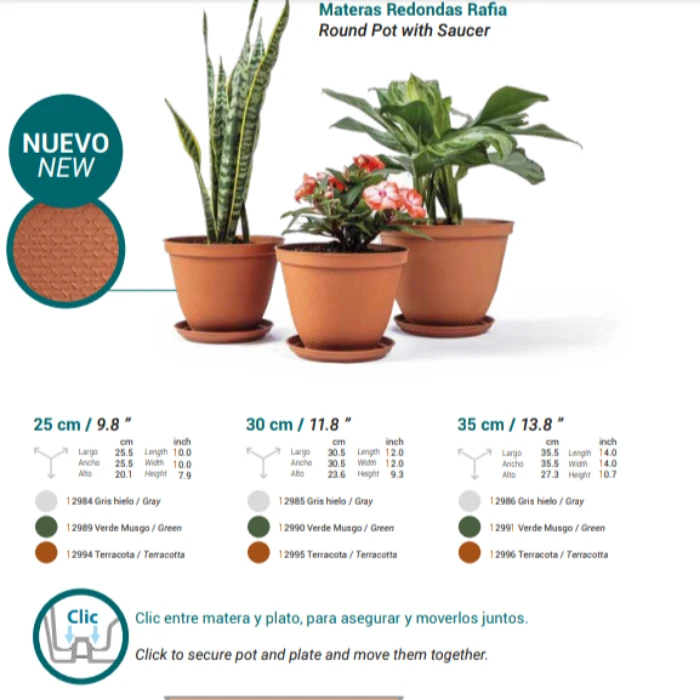 Materas Redondas Rafia
Round Pot with Saucer
NUEVO
NEW
25 cm / 9.8 "
cm inch
Largo 25.5 Length 10.0
Ancho 25.5 Width 10.0
Alto 20.1 Height 7.9
12984 Gris hielo / Gray
12989 Verde Musgo / Green
12994 Terracota / Terracotta
30 cm / 11.8 "
cm inch
Largo 30.5 Length 12.0
Ancho 30.5 Width 12.0
Alto 23.6 Height 9.3
12985 Gris hielo / Gray
12990 Verde Musgo / Green
12995 Terracota / Terracotta
35 cm / 13.8 "
cm inch
Largo 35.5 Length 14.0
Ancho 35.5 Width 14.0
Alto 27.3 Height 10.7
12986 Gris hielo / Gray
12991 Verde Musgo / Green
12996 Terracota / Terracotta
Clic
Clic entre matera y plato, para asegurar y moverlos juntos.
Click to secure pot and plate and move them together.